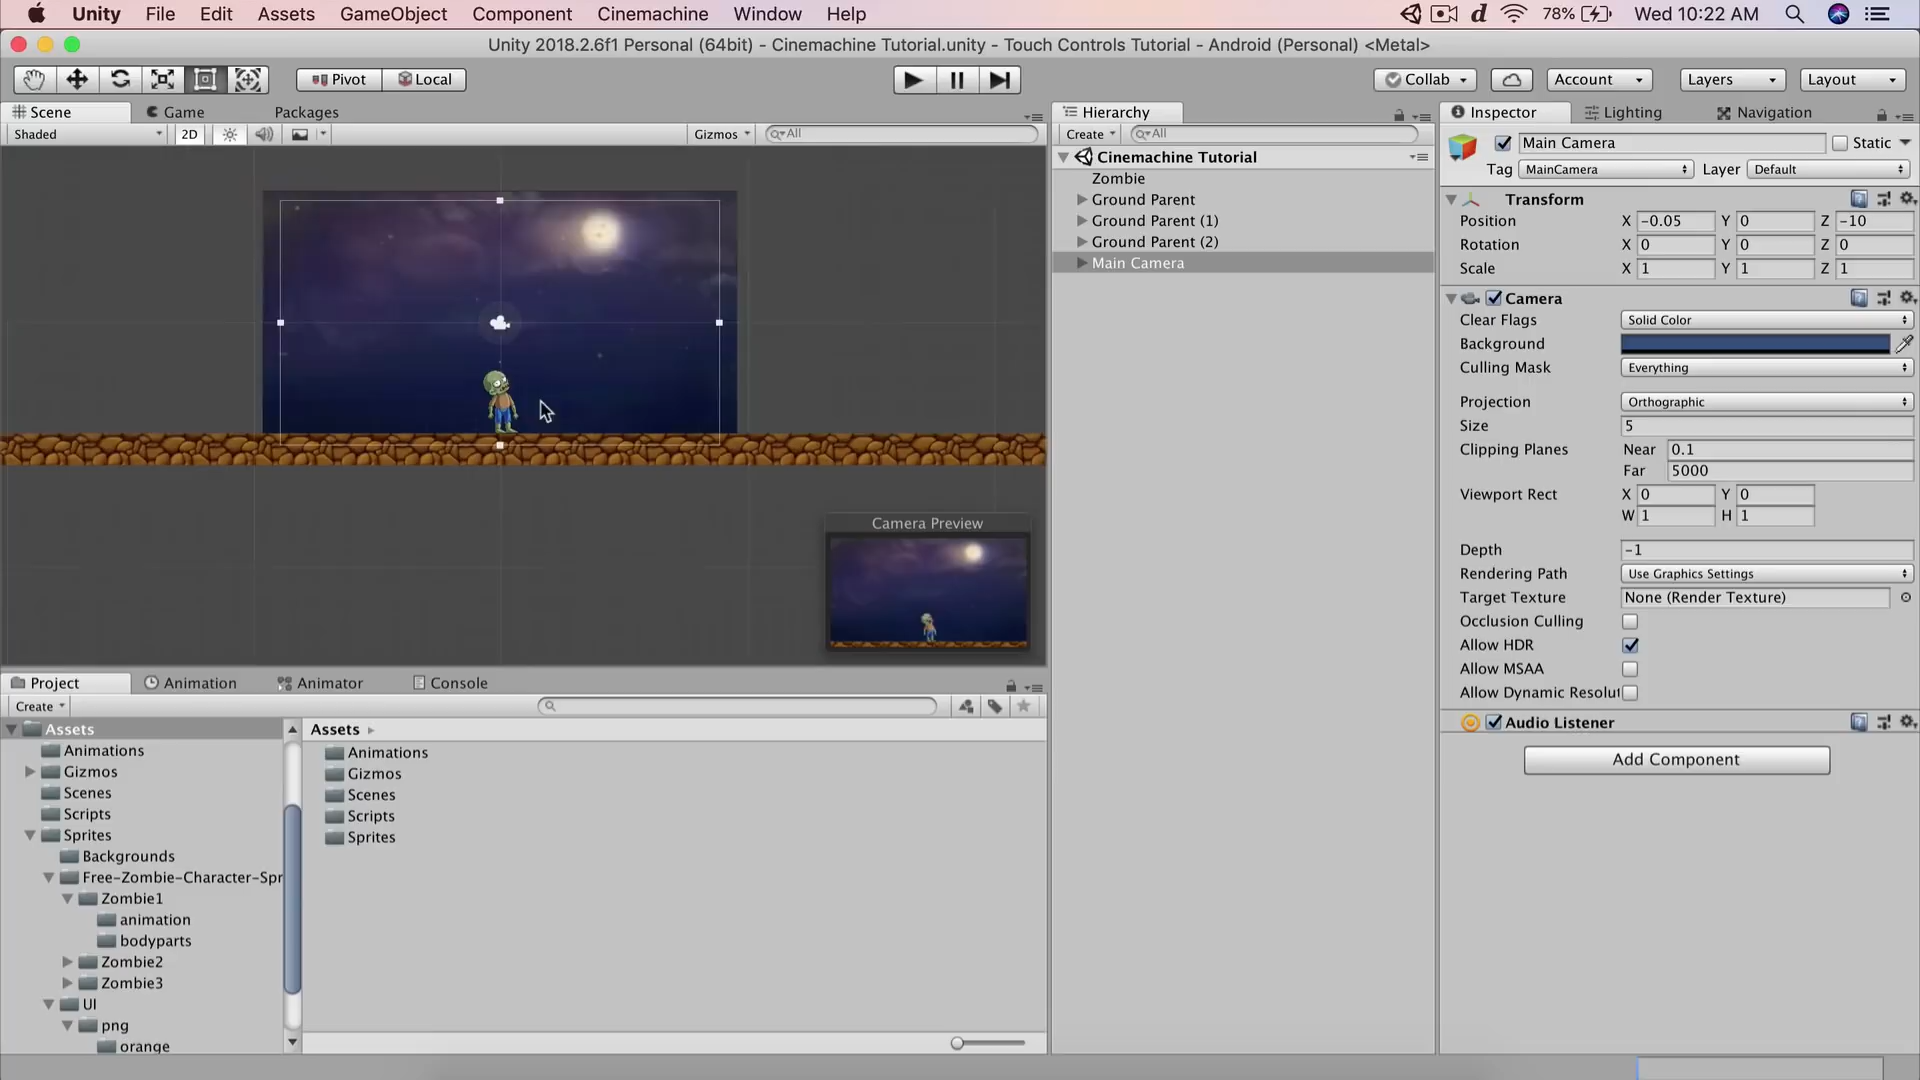 Unity File Edit Assets GameObject Component Cinemachine Window Help 78% Wed 10:22 AM
Unity 2018.2.6f1 Personal (64bit) - Cinemachine Tutorial.unity - Touch Controls Tutorial - Android (Personal) <Metal>
Pivot Local Collab Account Layers Layout
Scene Game Packages
Shaded 2D Gizmos All
Hierarchy
Create All
Cinemachine Tutorial
Zombie
Ground Parent
Ground Parent (1)
Ground Parent (2)
Main Camera
Camera Preview
Inspector Lighting Navigation
Main Camera Static
Tag MainCamera Layer Default
Transform
Position X -0.05 Y 0 Z -10
Rotation X 0 Y 0 Z 0
Scale X 1 Y 1 Z 1
Camera
Clear Flags Solid Color
Background
Culling Mask Everything
Projection Orthographic
Size 5
Clipping Planes Near 0.1
Far 5000
Viewport Rect X 0 Y 0
W 1 H 1
Depth -1
Rendering Path Use Graphics Settings
Target Texture None (Render Texture)
Occlusion Culling
Allow HDR
Allow MSAA
Allow Dynamic Resolut
Audio Listener
Add Component
Project Animation Animator Console
Create
Assets
Animations
Gizmos
Scenes
Scripts
Sprites
Backgrounds
Free-Zombie-Character-Spr
Zombie1
animation
bodyparts
Zombie2
Zombie3
UI
png
orange
Assets
Animations
Gizmos
Scenes
Scripts
Sprites